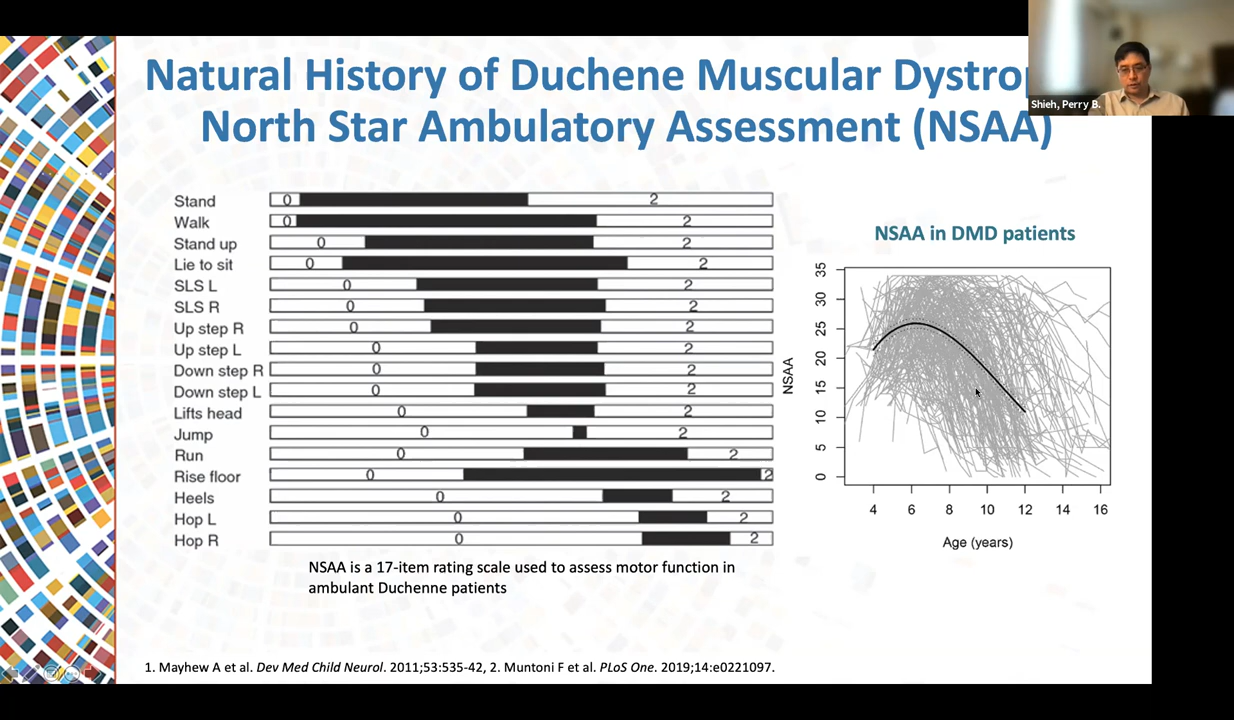 Natural History of Duchene Muscular Dystro
North Star Ambulatory Assessment (NSAA)
Shieh, Perry B.
Stand 0 2
Walk 0 2
Stand up 0 2
Lie to sit 0 2
SLS L 0 2
SLS R 0 2
Up step R 0 2
Up step L 0 2
Down step R 0 2
Down step L 0 2
Lifts head 0 2
Jump 0 2
Run 0 2
Rise floor 0 2
Heels 0 2
Hop L 0 2
Hop R 0 2
NSAA is a 17-item rating scale used to assess motor function in
ambulant Duchenne patients
NSAA in DMD patients
35
30
25
20
15
10
5
0
NSAA
4 6 8 10 12 14 16
Age (years)
1. Mayhew A et al. Dev Med Child Neurol. 2011;53:535-42, 2. Muntoni F et al. PLoS One. 2019;14:e0221097.